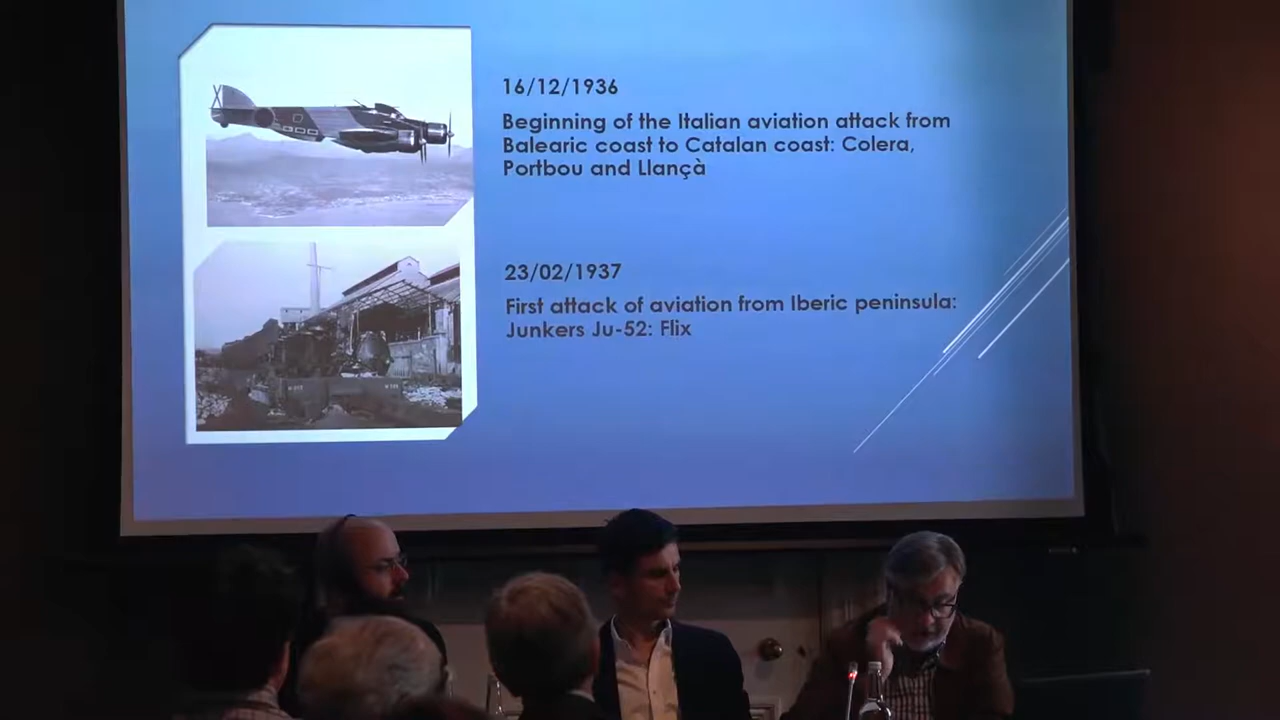 16/12/1936
Beginning of the Italian aviation attack from
Balearic coast to Catalan coast: Colera,
Portbou and Llançà
23/02/1937
First attack of aviation from Iberic peninsula:
Junkers Ju-52: Flix